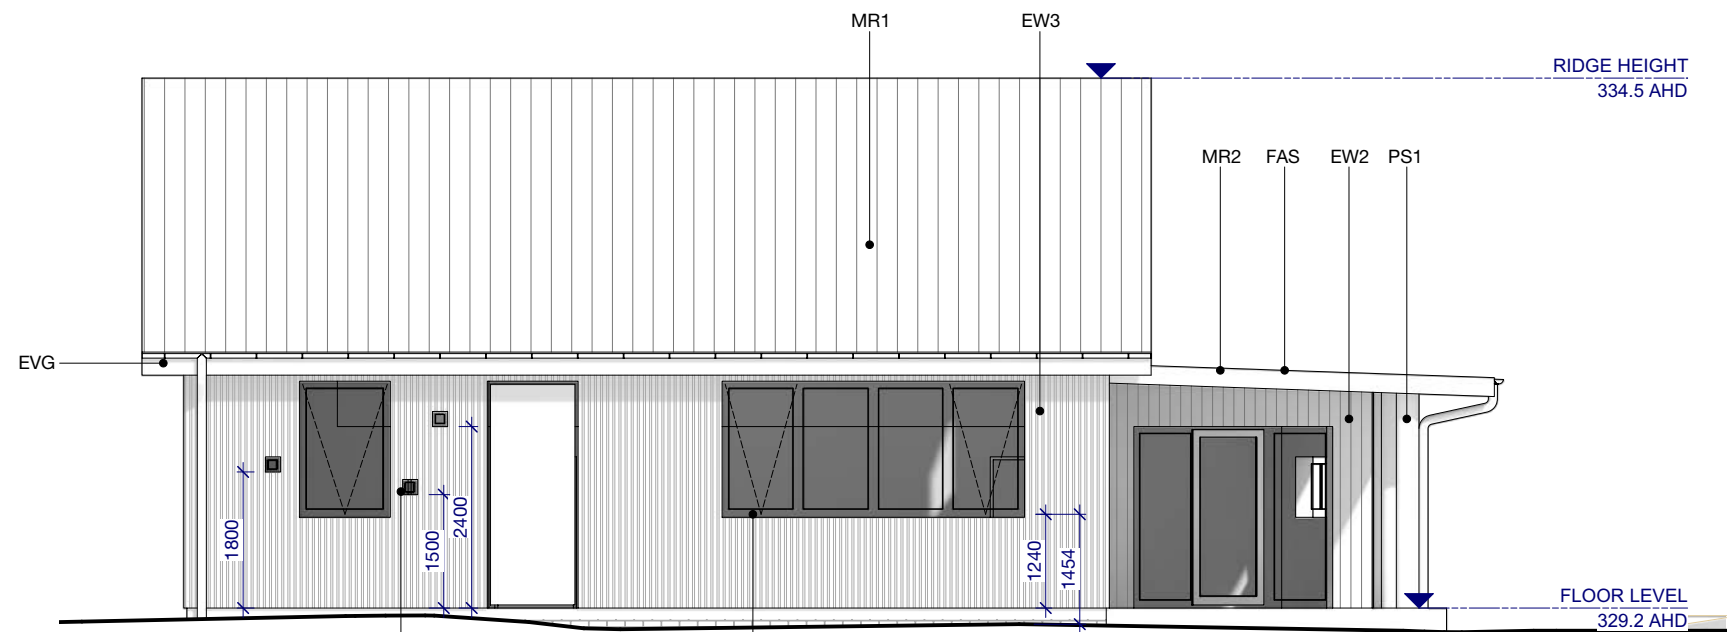 MR1
EW3
RIDGE HEIGHT
334.5 AHD
MR2
FAS
EW2
PS1
EVG
1800
1500
2400
1240
1454
FLOOR LEVEL
329.2 AHD